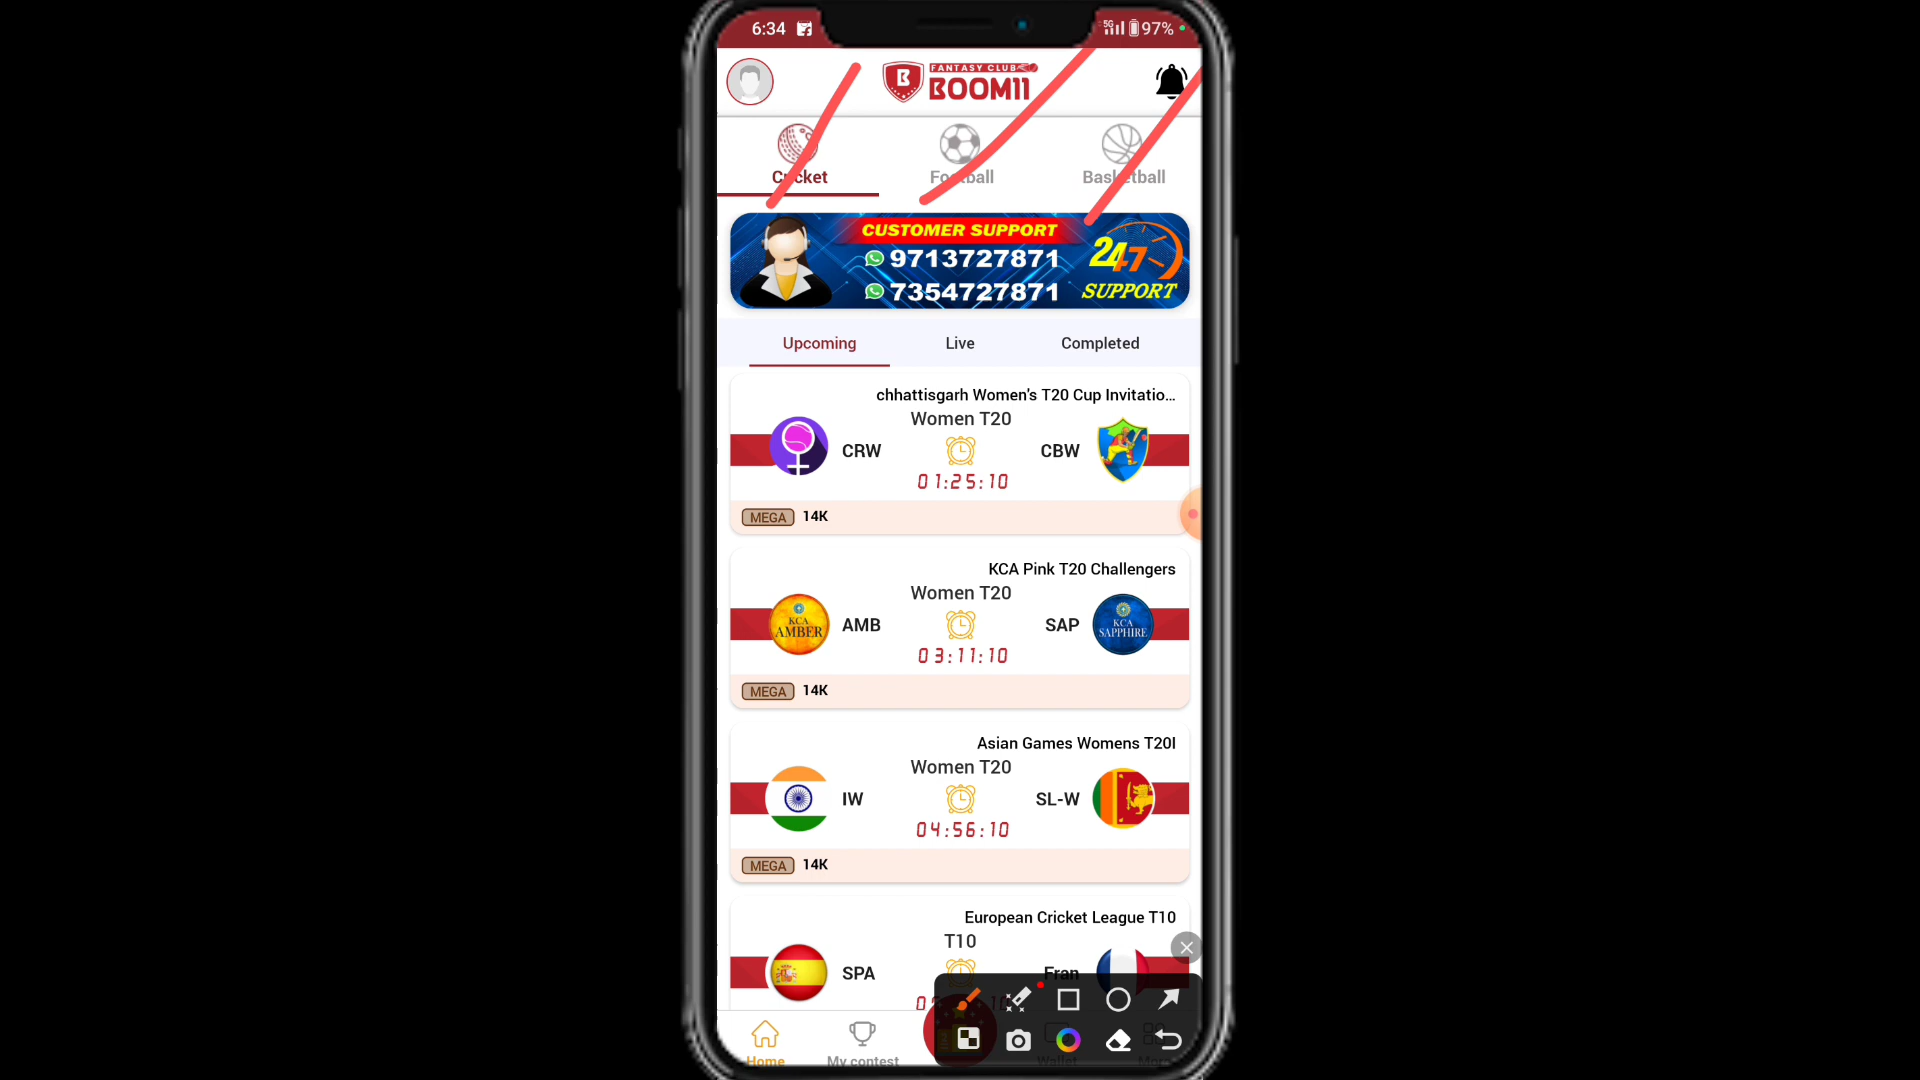 6:34 5G 97%
FANTASY CLUB
BOOM11
Cricket Football Basketball
CUSTOMER SUPPORT
9713727871
7354727871
24/7
SUPPORT
Upcoming Live Completed
chhattisgarh Women's T20 Cup Invitatio...
Women T20
CRW CBW
01:25:10
MEGA 14K
KCA Pink T20 Challengers
Women T20
KCA AMBER AMB SAP KCA SAPPHIRE
03:11:10
MEGA 14K
Asian Games Womens T20I
Women T20
IW SL-W
04:56:10
MEGA 14K
European Cricket League T10
T10
SPA Fran
Home My contest Wallet